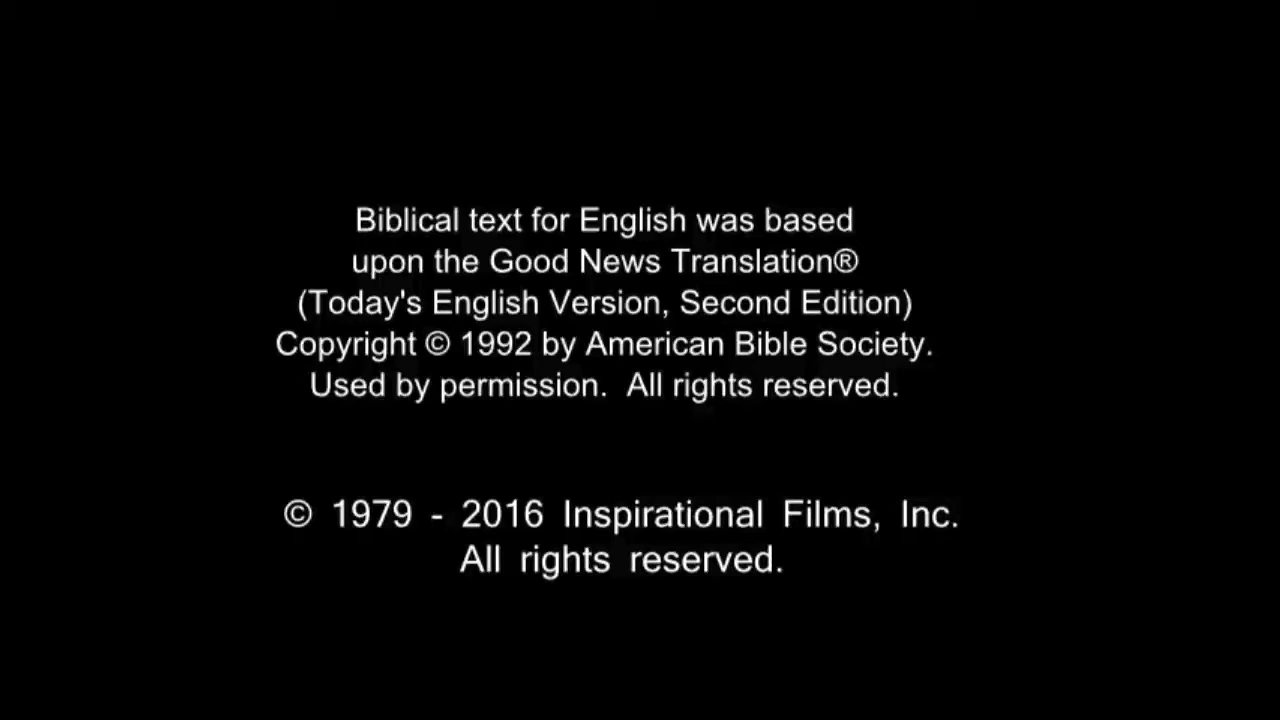 Biblical text for English was based
upon the Good News Translation®
(Today's English Version, Second Edition)
Copyright © 1992 by American Bible Society.
Used by permission.  All rights reserved.
© 1979 - 2016 Inspirational Films, Inc.
All rights reserved.